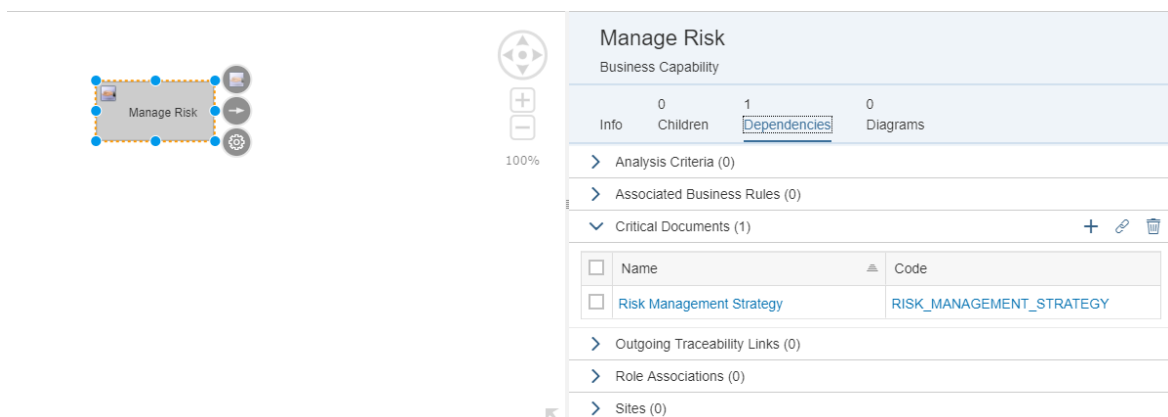 Manage Risk
100%
Manage Risk
Business Capability
0 1 0
Info Children Dependencies Diagrams
Analysis Criteria (0)
Associated Business Rules (0)
Critical Documents (1)
Name Code
Risk Management Strategy RISK_MANAGEMENT_STRATEGY
Outgoing Traceability Links (0)
Role Associations (0)
Sites (0)